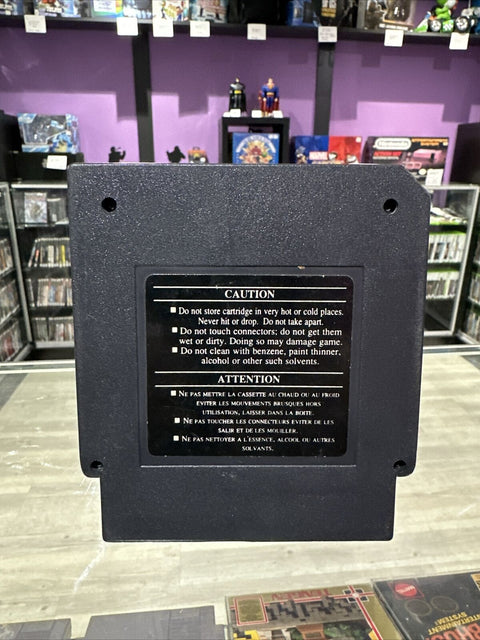 CAUTION
Do not store cartridge in very hot or cold places.
Never hit or drop. Do not take apart.
Do not touch connectors; do not get them
wet or dirty. Doing so may damage game.
Do not clean with benzene, paint thinner,
alcohol or other such solvents.
ATTENTION
NE PAS METTRE LA CASSETTE AU CHAUD OU AU FROID
EVITER LES MOUVEMENTS BRUSQUES HORS
UTILISATION, LAISSER DANS LA BOITE.
NE PAS TOUCHER LES CONNECTEURS EVITER DE LES
SALIR ET DE LES MOUILLER.
NE PAS NETTOYER A L'ESSENCE, ALCOOL OU AUTRES
SOLVANTS.